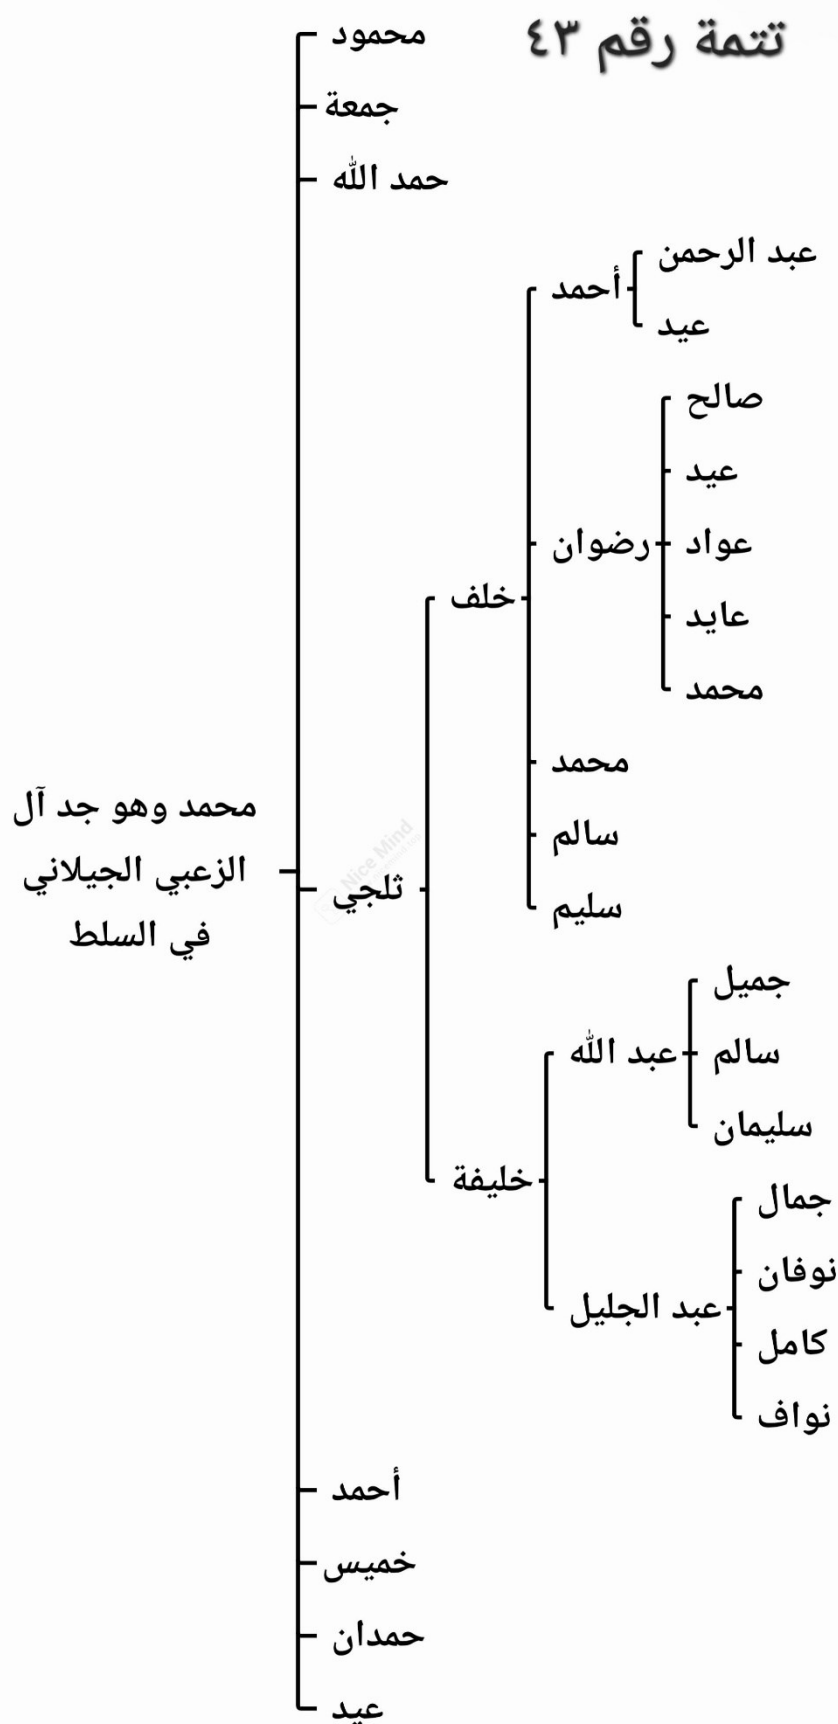 تتمة رقم ٤٣
محمد وهو جد آل
الزعبي الجيلاني
في السلط
محمود
جمعة
حمد الله
ثلجي
خلف
أحمد
عبد الرحمن
عيد
رضوان
صالح
عيد
عواد
عايد
محمد
محمد
سالم
سليم
خليفة
عبد الله
جميل
سالم
سليمان
عبد الجليل
جمال
نوفان
كامل
نواف
أحمد
خميس
حمدان
عيد
Nice Mind